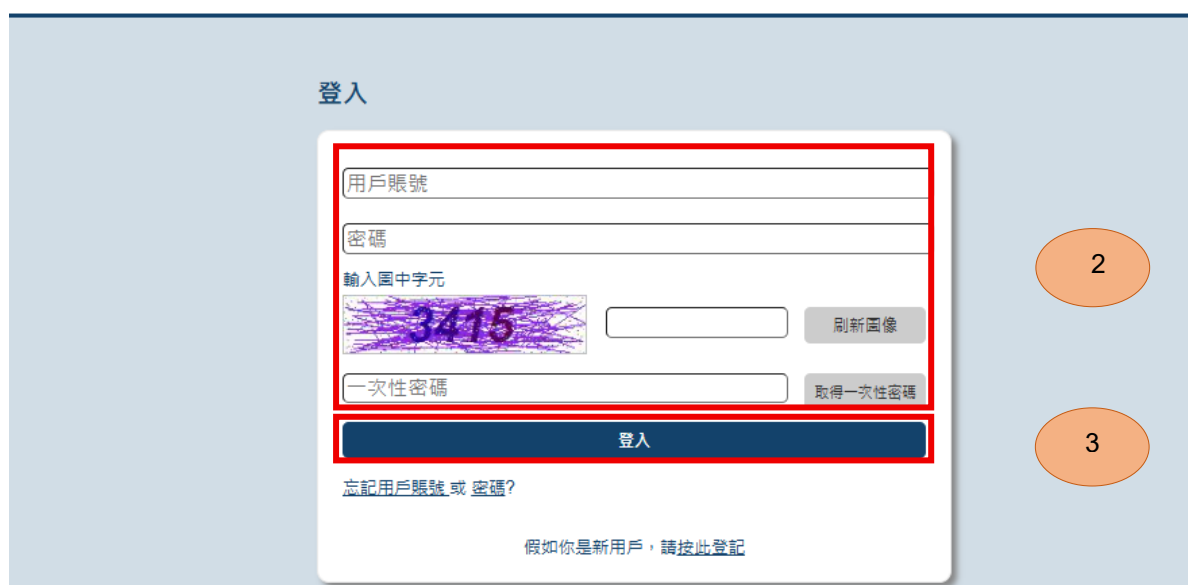 登入
用戶賬號
密碼
2
輸入圖中字元
3415
刷新圖像
一次性密碼
取得一次性密碼
登入
3
忘記用戶賬號 或 密碼?
假如你是新用戶，請按此登記